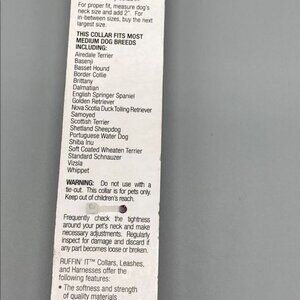 For proper fit, measure dog's
neck size and add 2". For
in-between sizes, buy the next
largest size.
THIS COLLAR FITS MOST
MEDIUM DOG BREEDS
INCLUDING:
Airedale Terrier
Basenji
Basset Hound
Border Collie
Brittany
Dalmatian
English Springer Spaniel
Golden Retriever
Nova Scotia Duck Tolling Retriever
Samoyed
Scottish Terrier
Shetland Sheepdog
Portuguese Water Dog
Shiba Inu
Soft Coated Wheaten Terrier
Standard Schnauzer
Vizsla
Whippet
WARNING: Do not use with a
tie-out. This collar is for pets only.
Keep out of children's reach.
Frequently check the tightness
around your pet's neck and make
necessary adjustments. Regularly
inspect for damage and discard if
any part becomes loose or broken.
RUFFIN' IT™ Collars, Leashes,
and Harnesses offer the
following features:
• The softness and strength
of quality materials